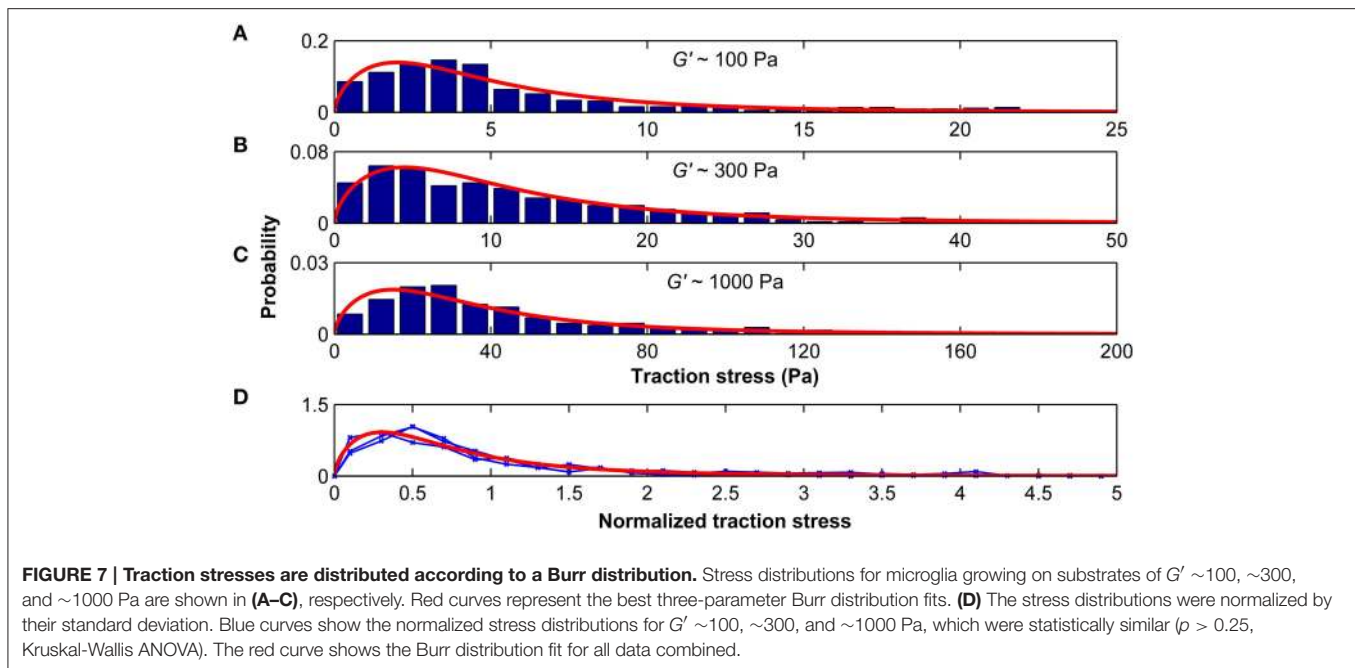 A
0.2
G′ ~ 100 Pa
0
0 5 10 15 20 25
B
0.08
G′ ~ 300 Pa
0
0 10 20 30 40 50
C
0.03
G′ ~ 1000 Pa
0
0 40 80 120 160 200
Probability
Traction stress (Pa)
D
1.5
0
0 0.5 1 1.5 2 2.5 3 3.5 4 4.5 5
Normalized traction stress
FIGURE 7 | Traction stresses are distributed according to a Burr distribution. Stress distributions for microglia growing on substrates of G′ ∼100, ∼300,
and ∼1000 Pa are shown in (A–C), respectively. Red curves represent the best three-parameter Burr distribution fits. (D) The stress distributions were normalized by
their standard deviation. Blue curves show the normalized stress distributions for G′ ∼100, ∼300, and ∼1000 Pa, which were statistically similar (p > 0.25,
Kruskal-Wallis ANOVA). The red curve shows the Burr distribution fit for all data combined.